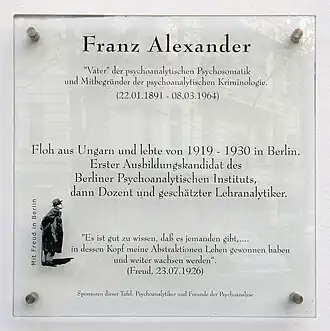 Franz Alexander
"Vater" der psychoanalytischen Psychosomatik
und Mitbegründer der psychoanalytischen Kriminologie.
(22.01.1891 - 08.03.1964)
Floh aus Ungarn und lebte von 1919 - 1930 in Berlin.
Erster Ausbildungskandidat des
Berliner Psychoanalytischen Instituts,
dann Dozent und geschätzter Lehranalytiker.
Mit Freud in Berlin
"Es ist gut zu wissen, daß es jemanden gibt,....
in dessen Kopf meine Abstraktionen Leben gewonnen haben
und weiter wachsen werden".
(Freud, 23.07.1926)
Sponsoren dieser Tafel: Psychoanalytiker und Freunde der Psychoanalyse